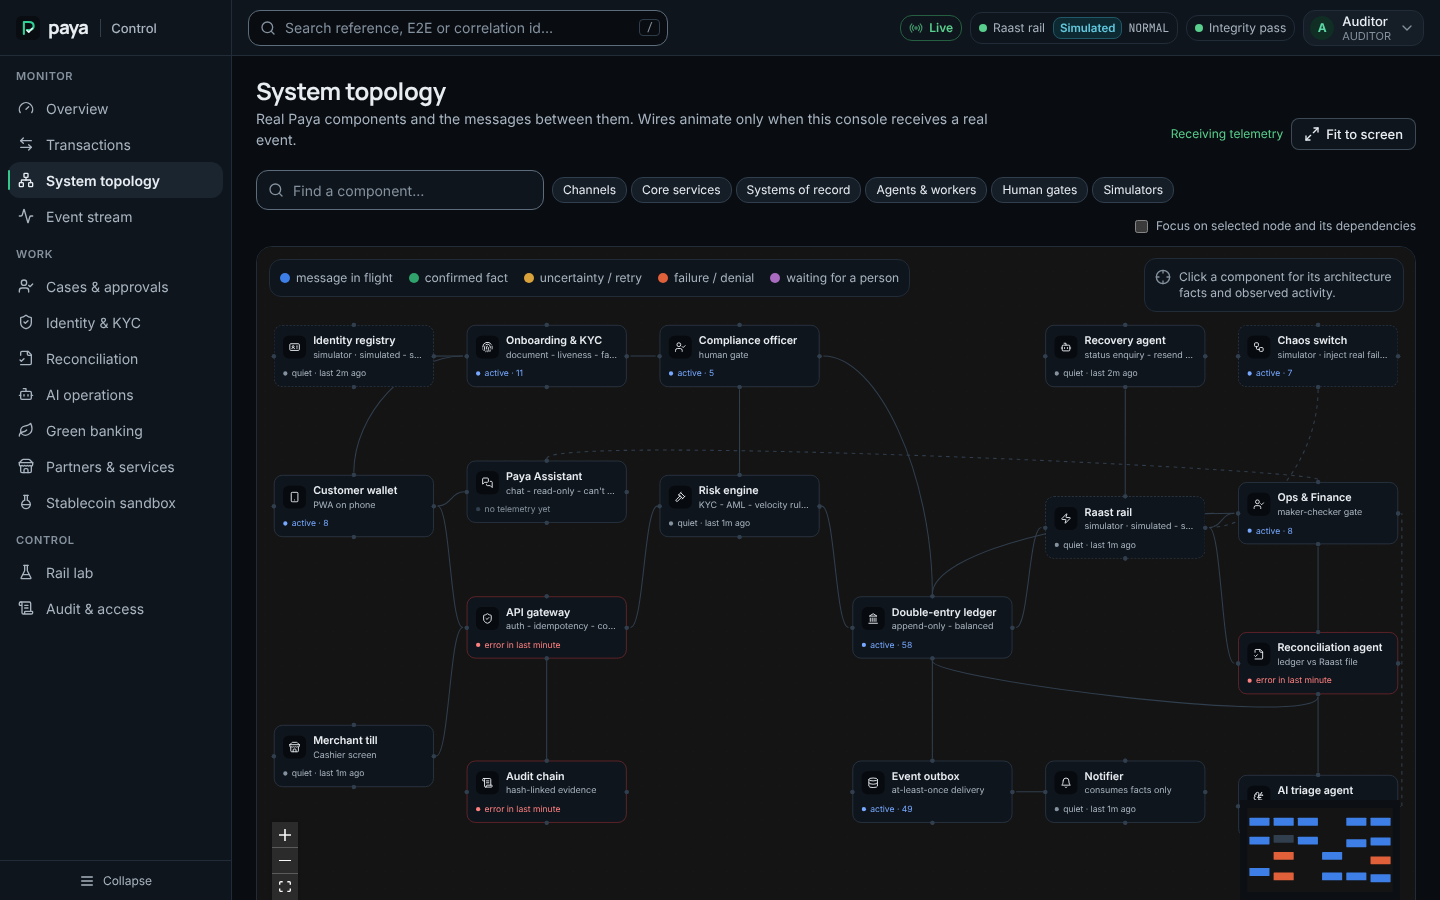 paya
Control
Search reference, E2E or correlation id...
/
Live
Raast rail
Simulated
NORMAL
Integrity pass
A
Auditor
AUDITOR
MONITOR
Overview
Transactions
System topology
Event stream
WORK
Cases & approvals
Identity & KYC
Reconciliation
AI operations
Green banking
Partners & services
Stablecoin sandbox
CONTROL
Rail lab
Audit & access
Collapse
System topology
Real Paya components and the messages between them. Wires animate only when this console receives a real
event.
Receiving telemetry
Fit to screen
Find a component...
Channels
Core services
Systems of record
Agents & workers
Human gates
Simulators
Focus on selected node and its dependencies
message in flight
confirmed fact
uncertainty / retry
failure / denial
waiting for a person
Click a component for its architecture
facts and observed activity.
Identity registry
simulator · simulated - s...
quiet · last 2m ago
Onboarding & KYC
document - liveness - fa...
active · 11
Compliance officer
human gate
active · 5
Recovery agent
status enquiry - resend ...
quiet · last 2m ago
Chaos switch
simulator · inject real fail...
active · 7
Customer wallet
PWA on phone
active · 8
Paya Assistant
chat - read-only - can't ...
no telemetry yet
Risk engine
KYC - AML - velocity rul...
quiet · last 1m ago
Raast rail
simulator · simulated - s...
quiet · last 1m ago
Ops & Finance
maker-checker gate
active · 8
API gateway
auth - idempotency - co...
error in last minute
Double-entry ledger
append-only - balanced
active · 58
Reconciliation agent
ledger vs Raast file
error in last minute
Merchant till
Cashier screen
quiet · last 1m ago
Audit chain
hash-linked evidence
error in last minute
Event outbox
at-least-once delivery
active · 49
Notifier
consumes facts only
quiet · last 1m ago
AI triage agent